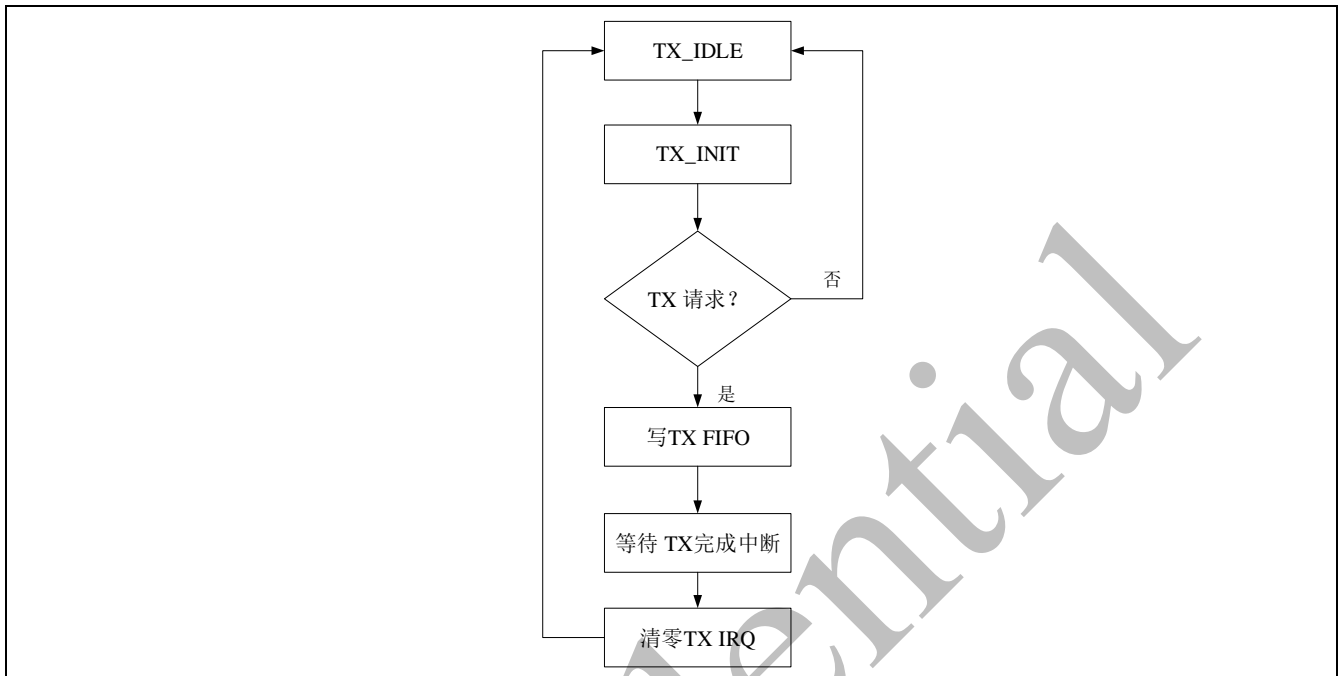 TX_IDLE
TX_INIT
TX 请求？
否
是
写TX FIFO
等待 TX完成中断
清零TX IRQ
dential